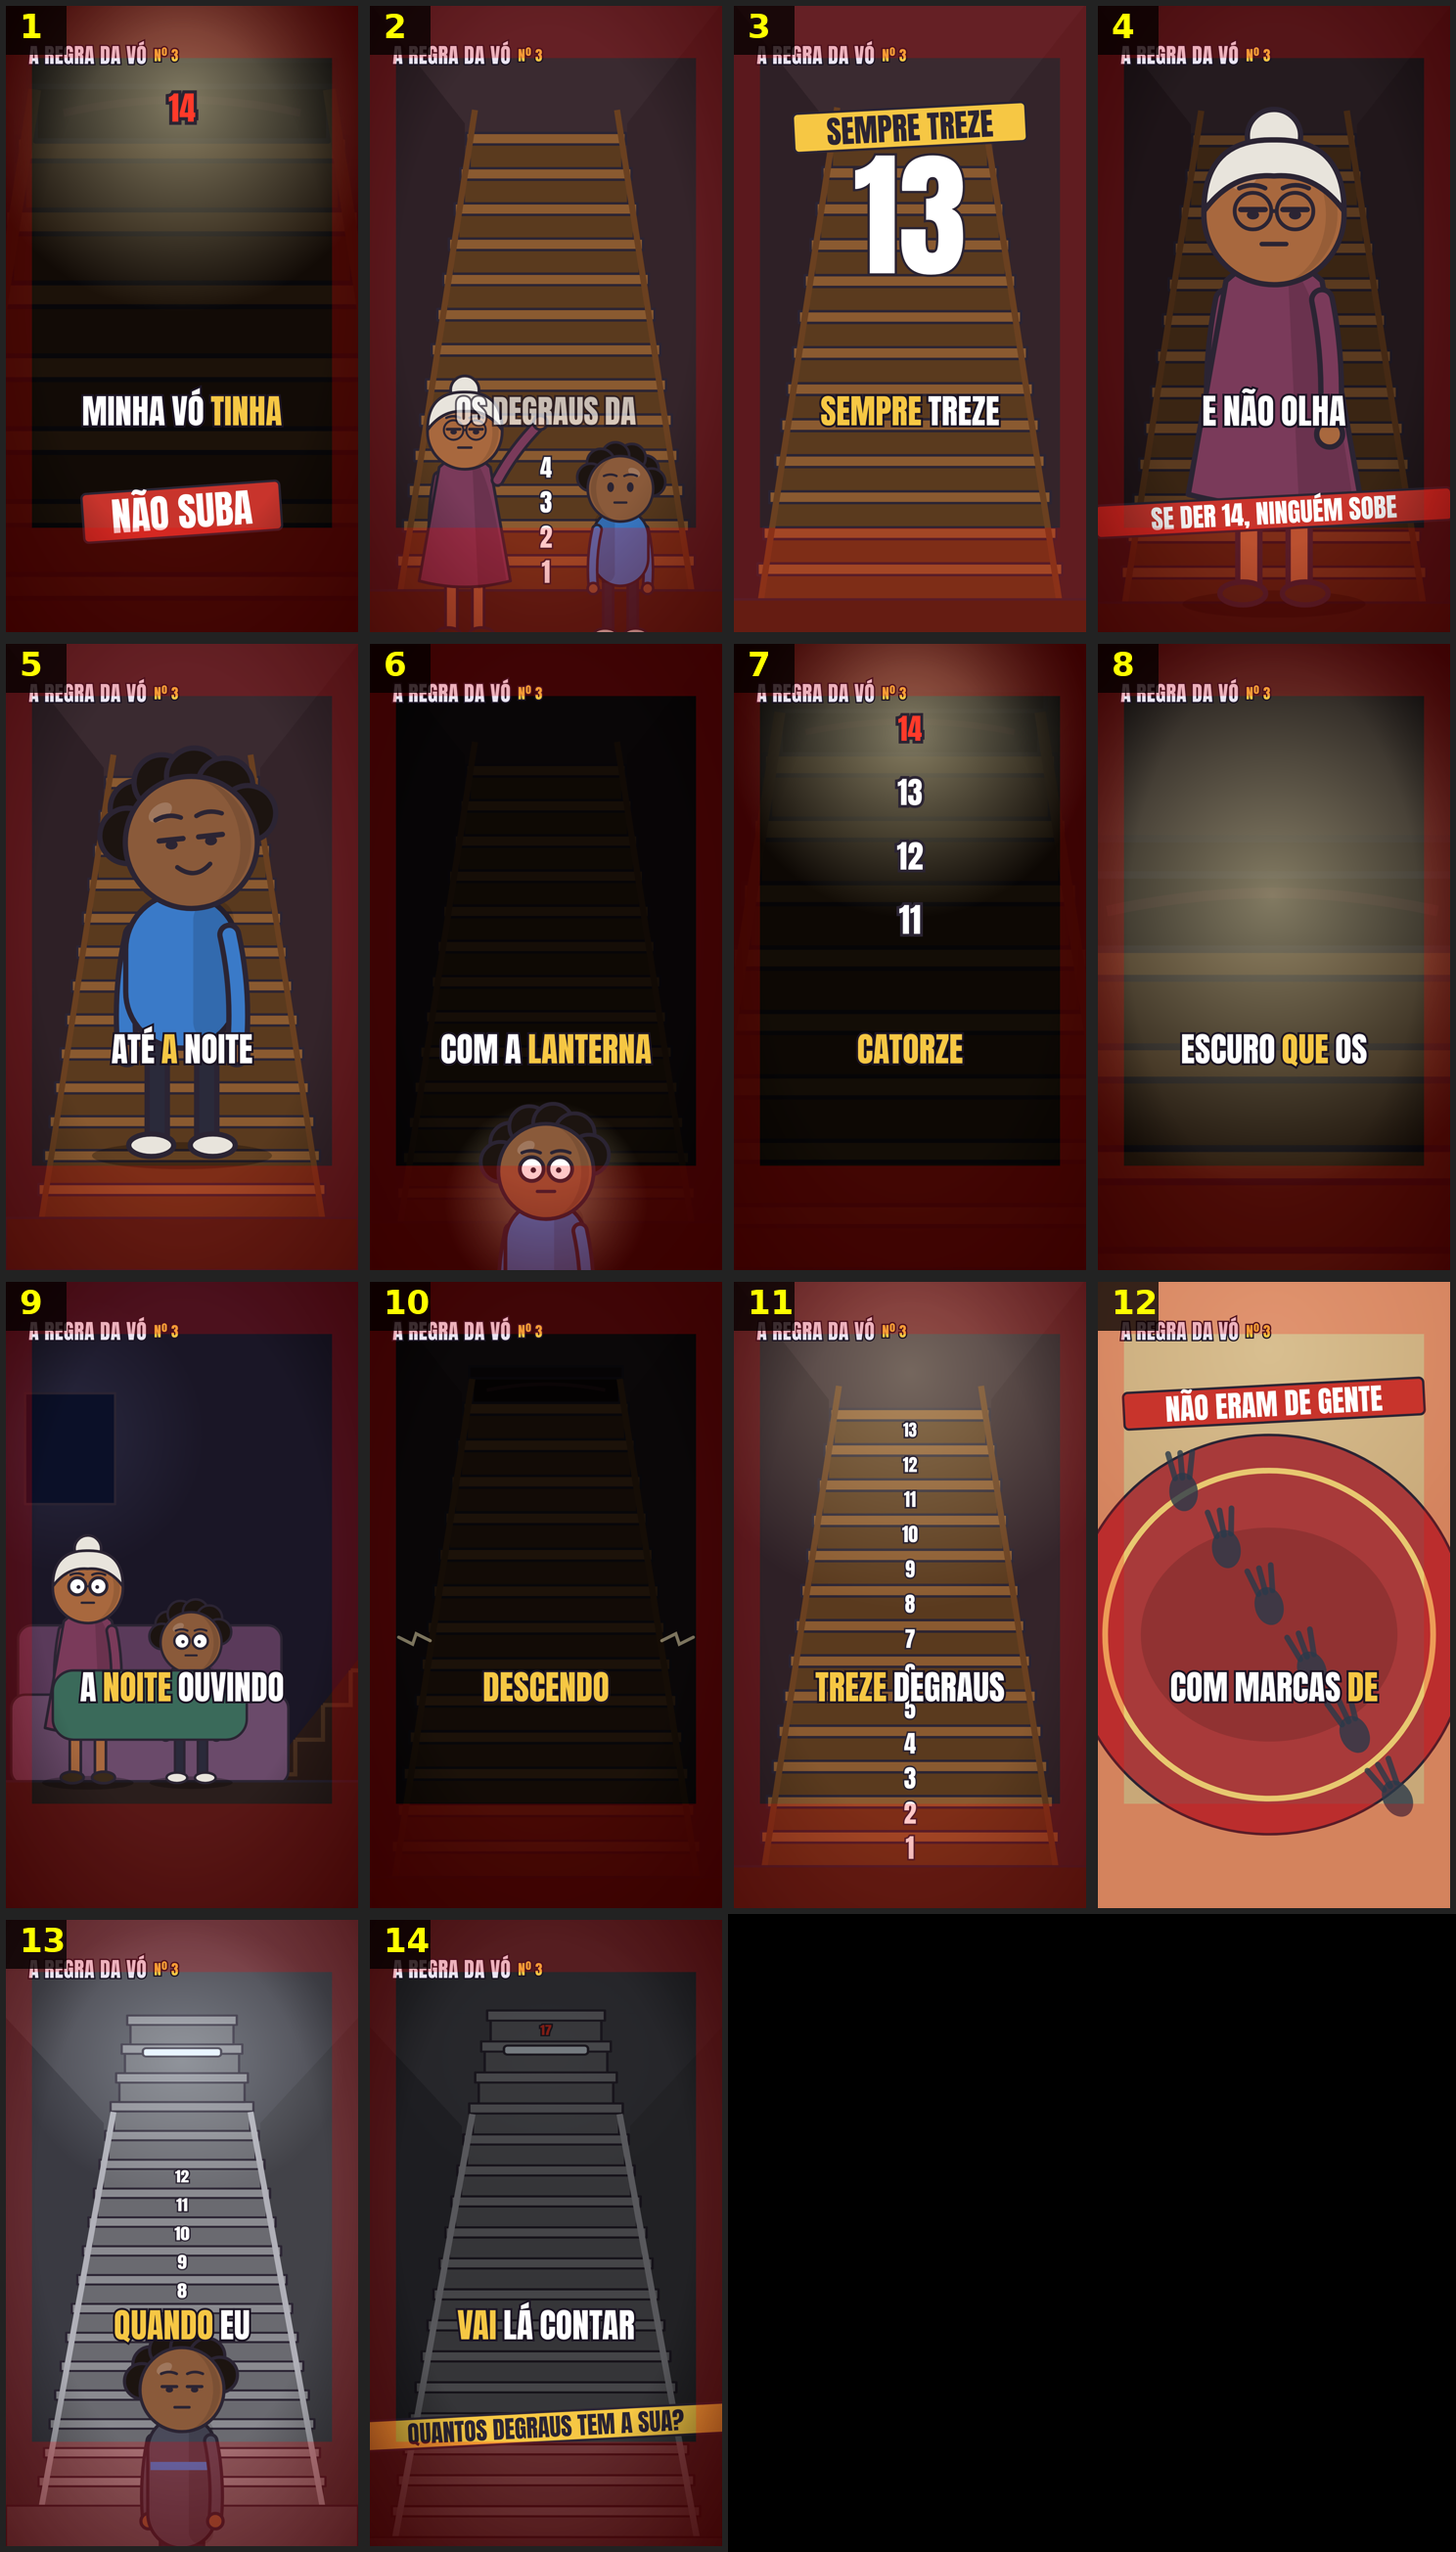 1
A REGRA DA VÓ Nº 3
14
MINHA VÓ TINHA
NÃO SUBA
2
A REGRA DA VÓ Nº 3
OS DEGRAUS DA
4
3
2
1
3
A REGRA DA VÓ Nº 3
SEMPRE TREZE
13
SEMPRE TREZE
4
A REGRA DA VÓ Nº 3
E NÃO OLHA
SE DER 14, NINGUÉM SOBE
5
A REGRA DA VÓ Nº 3
ATÉ A NOITE
6
A REGRA DA VÓ Nº 3
COM A LANTERNA
7
A REGRA DA VÓ Nº 3
14
13
12
11
CATORZE
8
A REGRA DA VÓ Nº 3
ESCURO QUE OS
9
A REGRA DA VÓ Nº 3
A NOITE OUVINDO
10
A REGRA DA VÓ Nº 3
DESCENDO
11
A REGRA DA VÓ Nº 3
13
12
11
10
9
8
7
TREZE DEGRAUS
5
4
3
2
1
12
A REGRA DA VÓ Nº 3
NÃO ERAM DE GENTE
COM MARCAS DE
13
A REGRA DA VÓ Nº 3
12
11
10
9
8
QUANDO EU
14
A REGRA DA VÓ Nº 3
17
VAI LÁ CONTAR
QUANTOS DEGRAUS TEM A SUA?